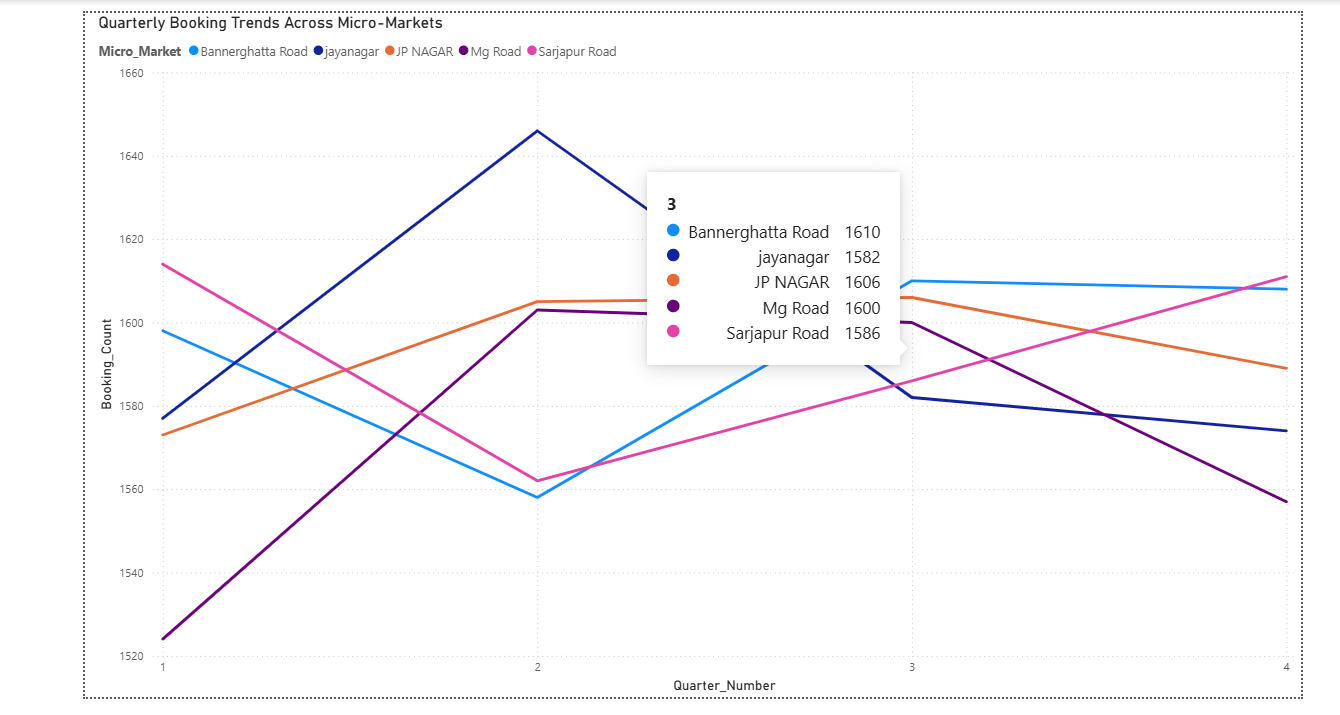 Quarterly Booking Trends Across Micro-Markets
Micro_Market Bannerghatta Road jayanagar JP NAGAR Mg Road Sarjapur Road
1660
1640
1620
1600
1580
1560
1540
1520
Booking_Count
3
Bannerghatta Road 1610
jayanagar 1582
JP NAGAR 1606
Mg Road 1600
Sarjapur Road 1586
1 2 3 4
Quarter_Number